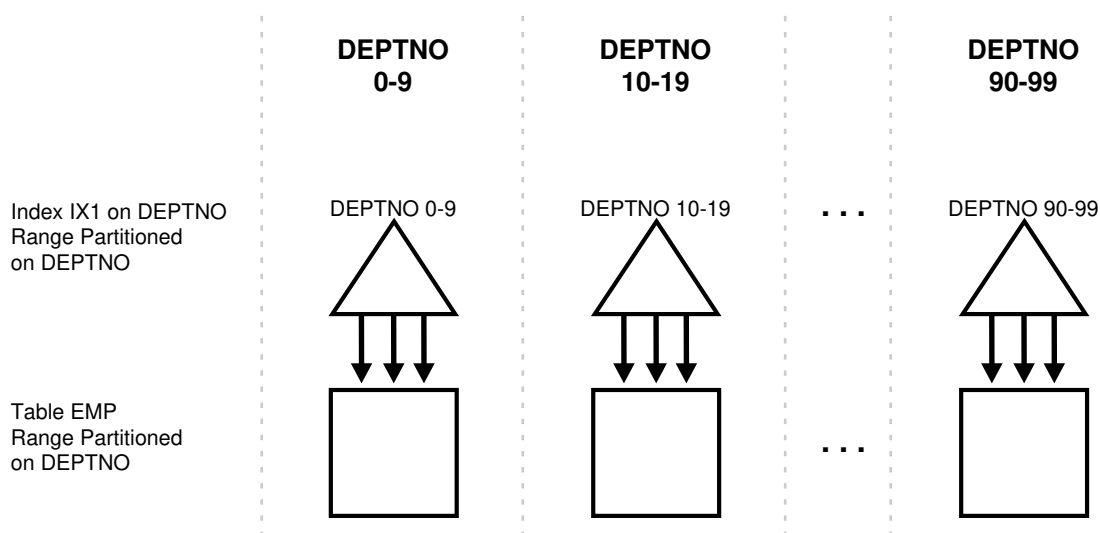 DEPTNO
0-9
DEPTNO
10-19
DEPTNO
90-99
Index IX1 on DEPTNO
Range Partitioned
on DEPTNO
DEPTNO 0-9
DEPTNO 10-19
. . .
DEPTNO 90-99
Table EMP
Range Partitioned
on DEPTNO
. . .